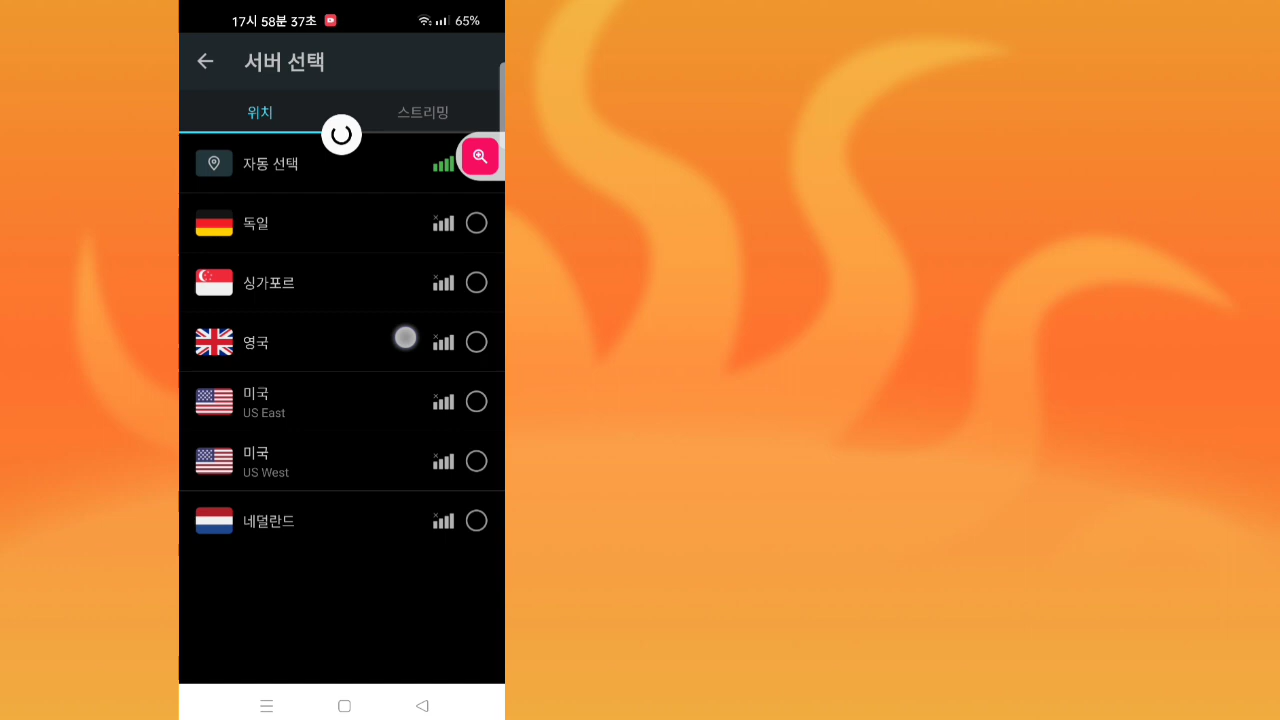 17시 58분 37초
65%
서버 선택
위치
스트리밍
자동 선택
독일
싱가포르
영국
미국
US East
미국
US West
네덜란드